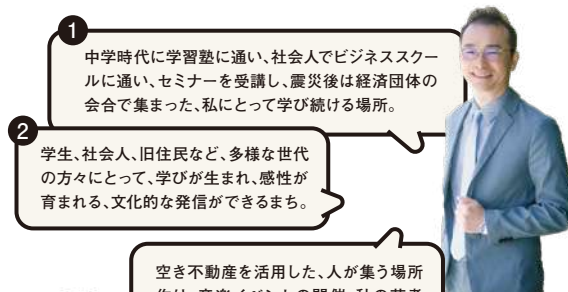 1
中学時代に学習塾に通い、社会人でビジネススクー
ルに通い、セミナーを受講し、震災後は経済団体の
会合で集まった、私にとって学び続ける場所。
2
学生、社会人、旧住民など、多様な世代
の方々にとって、学びが生まれ、感性が
育まれる、文化的な発信ができるまち。
空き不動産を活用した、人が集う場所